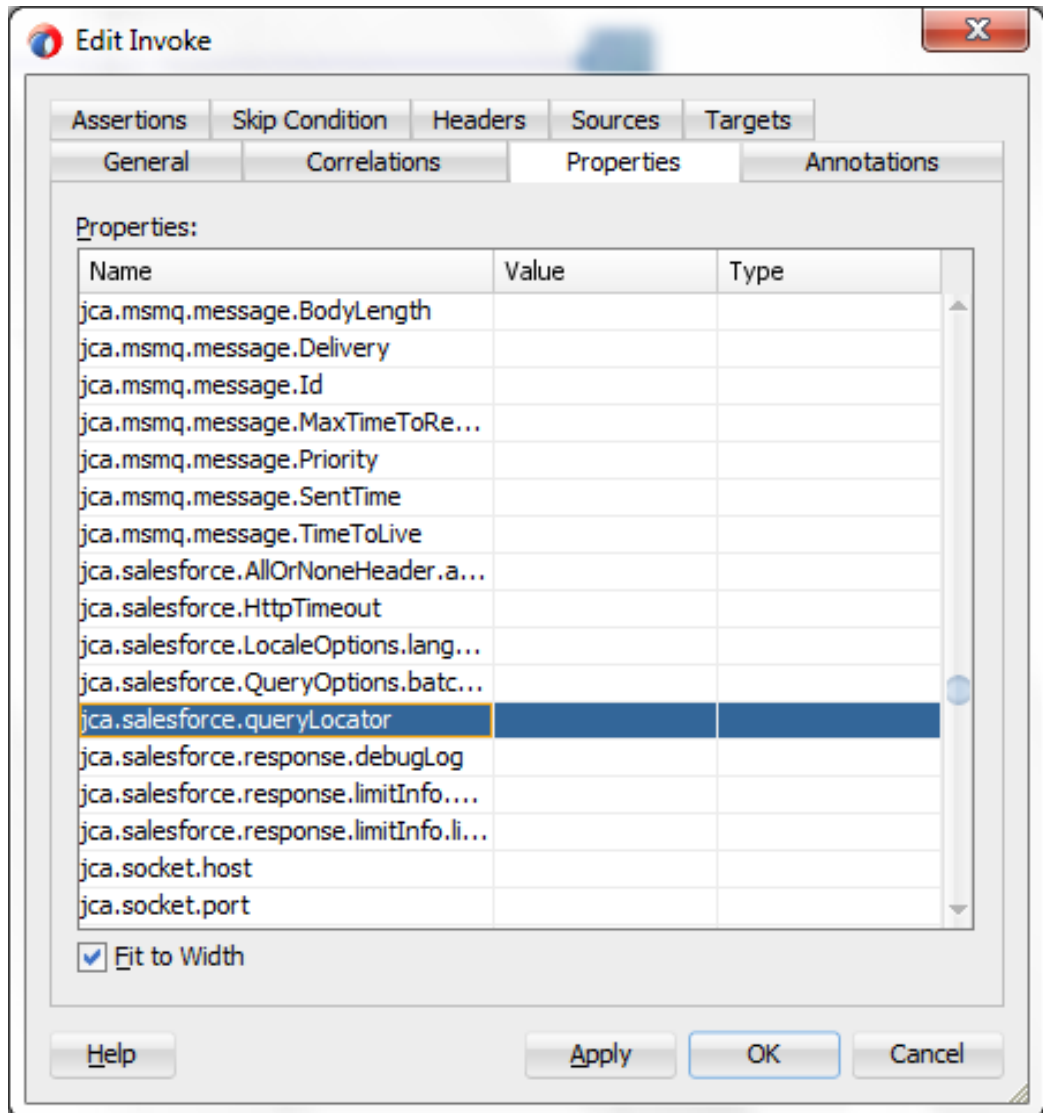 Edit Invoke
Assertions Skip Condition Headers Sources Targets
General Correlations Properties Annotations
Properties:
Name Value Type
jca.msmq.message.BodyLength
jca.msmq.message.Delivery
jca.msmq.message.Id
jca.msmq.message.MaxTimeToRe...
jca.msmq.message.Priority
jca.msmq.message.SentTime
jca.msmq.message.TimeToLive
jca.salesforce.AllOrNoneHeader.a...
jca.salesforce.HttpTimeout
jca.salesforce.LocaleOptions.lang...
jca.salesforce.QueryOptions.batc...
jca.salesforce.queryLocator
jca.salesforce.response.debugLog
jca.salesforce.response.limitInfo....
jca.salesforce.response.limitInfo.li...
jca.socket.host
jca.socket.port
Fit to Width
Help Apply OK Cancel